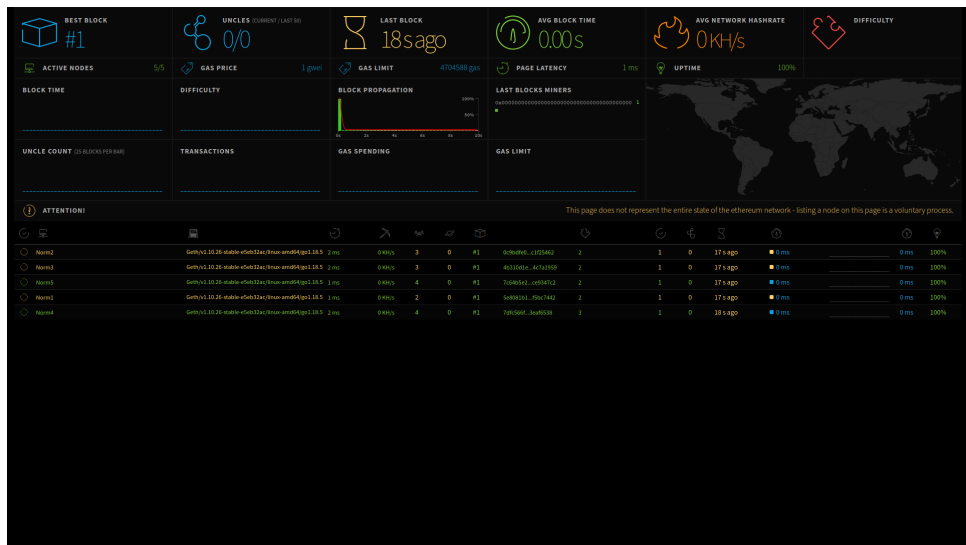 BEST BLOCK
#1
UNCLES (CURRENT / LAST 50)
0/0
LAST BLOCK
18 s ago
AVG BLOCK TIME
0.00 s
AVG NETWORK HASHRATE
0 KH/s
DIFFICULTY
ACTIVE NODES 5/5
GAS PRICE 1 gwei
GAS LIMIT 4704588 gas
PAGE LATENCY 1 ms
UPTIME 100%
BLOCK TIME
DIFFICULTY
BLOCK PROPAGATION
100%
50%
0s 2s 4s 6s 8s 10s
LAST BLOCKS MINERS
0x0000000000000000000000000000000000000000 1
UNCLE COUNT (25 BLOCKS PER BAR)
TRANSACTIONS
GAS SPENDING
GAS LIMIT
ATTENTION!
This page does not represent the entire state of the ethereum network - listing a node on this page is a voluntary process.
Norm2 Geth/v1.10.26-stable-e5eb32ac/linux-amd64/go1.18.5 2 ms 0 KH/s 3 0 #1 0c9bdfe0...c1f25462 2 1 0 17 s ago 0 ms 0 ms 100%
Norm3 Geth/v1.10.26-stable-e5eb32ac/linux-amd64/go1.18.5 2 ms 0 KH/s 3 0 #1 4b310d1e...4c7a1959 2 1 0 17 s ago 0 ms 0 ms 100%
Norm5 Geth/v1.10.26-stable-e5eb32ac/linux-amd64/go1.18.5 1 ms 0 KH/s 4 0 #1 7c64b5e2...ce9347c2 2 1 0 17 s ago 0 ms 0 ms 100%
Norm1 Geth/v1.10.26-stable-e5eb32ac/linux-amd64/go1.18.5 1 ms 0 KH/s 2 0 #1 5e8081b1...f5bc7442 2 1 0 17 s ago 0 ms 0 ms 100%
Norm4 Geth/v1.10.26-stable-e5eb32ac/linux-amd64/go1.18.5 2 ms 0 KH/s 4 0 #1 7dfc566f...3eaf6538 3 1 0 18 s ago 0 ms 0 ms 100%